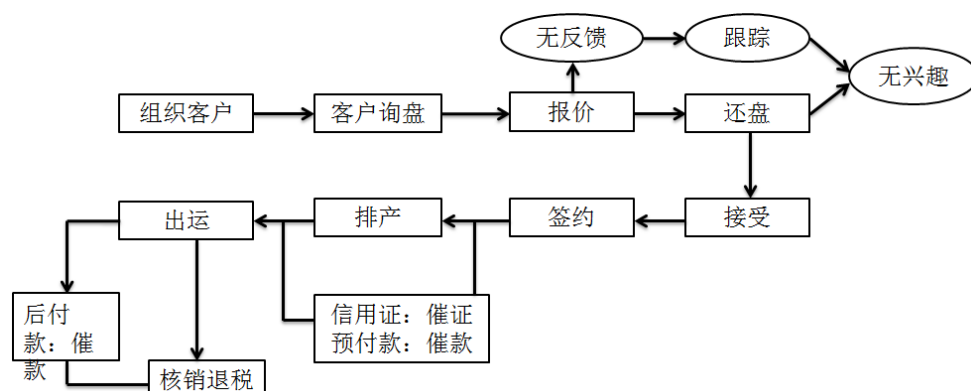 无反馈
跟踪
无兴趣
组织客户
客户询盘
报价
还盘
出运
排产
签约
接受
后付
款：催
款
信用证：催证
预付款：催款
核销退税